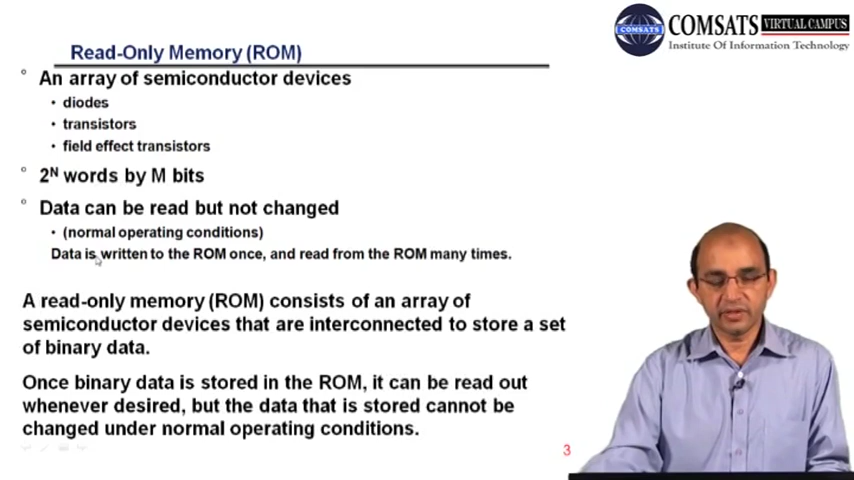 COMSATS
COMSATS VIRTUAL CAMPUS
Institute Of Information Technology
Read-Only Memory (ROM)
° An array of semiconductor devices
• diodes
• transistors
• field effect transistors
° 2ᴺ words by M bits
° Data can be read but not changed
• (normal operating conditions)
Data is written to the ROM once, and read from the ROM many times.
A read-only memory (ROM) consists of an array of
semiconductor devices that are interconnected to store a set
of binary data.
Once binary data is stored in the ROM, it can be read out
whenever desired, but the data that is stored cannot be
changed under normal operating conditions.
3